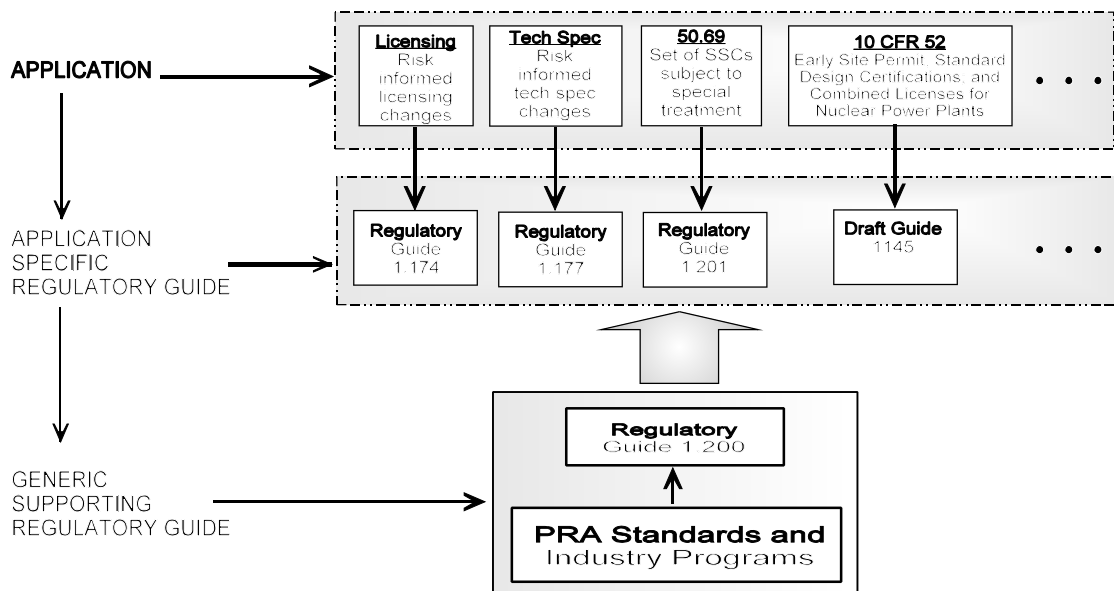 APPLICATION
Licensing
Risk
informed
licensing
changes
Tech Spec
Risk
informed
tech spec
changes
50.69
Set of SSCs
subject to
special
treatment
10 CFR 52
Early Site Permit, Standard
Design Certifications, and
Combined Licenses for
Nuclear Power Plants
• • •
APPLICATION
SPECIFIC
REGULATORY GUIDE
Regulatory
Guide
1.174
Regulatory
Guide
1.177
Regulatory
Guide
1.201
Draft Guide
1145
• • •
GENERIC
SUPPORTING
REGULATORY GUIDE
Regulatory
Guide 1.200
PRA Standards and
Industry Programs